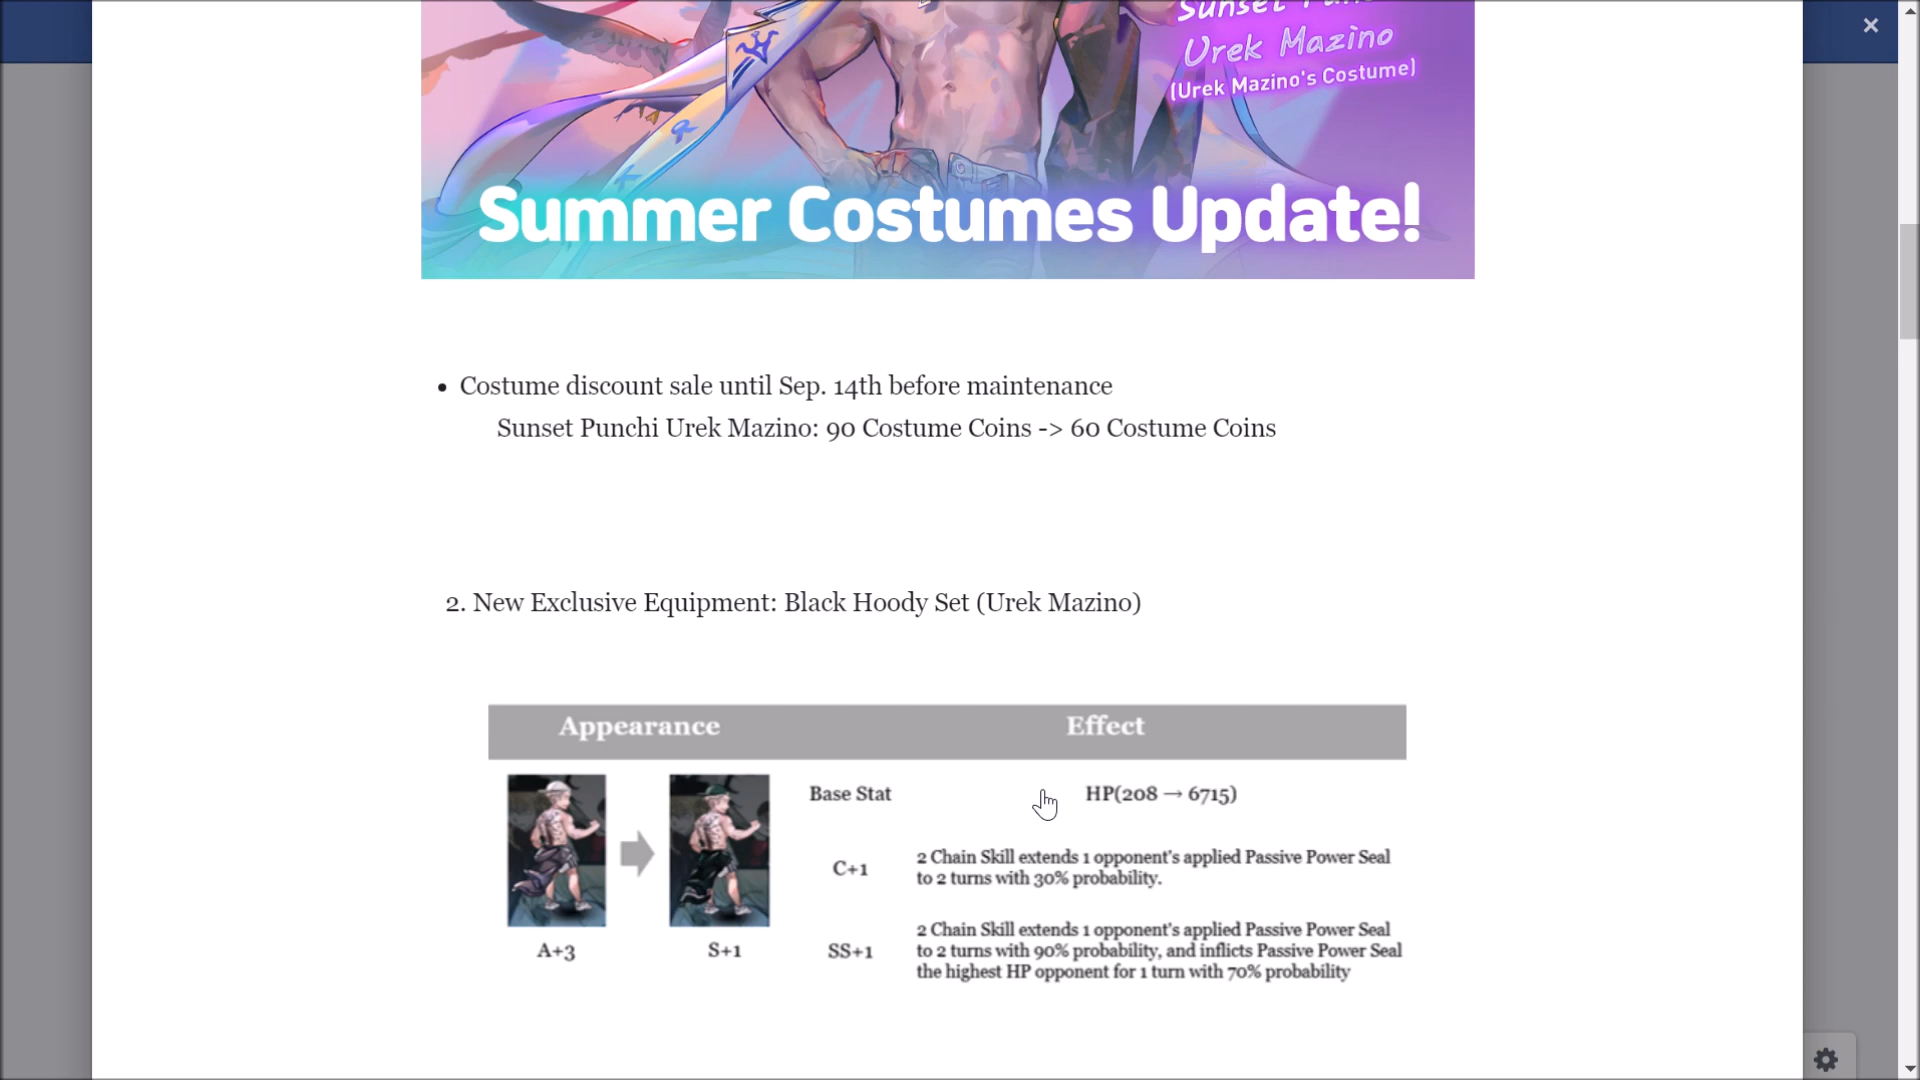 Sunset
Urek Mazino
(Urek Mazino's Costume)
Summer Costumes Update!
• Costume discount sale until Sep. 14th before maintenance
Sunset Punchi Urek Mazino: 90 Costume Coins -> 60 Costume Coins
2. New Exclusive Equipment: Black Hoody Set (Urek Mazino)
Appearance Effect
Base Stat HP(208 → 6715)
C+1 2 Chain Skill extends 1 opponent's applied Passive Power Seal
to 2 turns with 30% probability.
A+3 S+1 SS+1 2 Chain Skill extends 1 opponent's applied Passive Power Seal
to 2 turns with 90% probability, and inflicts Passive Power Seal
the highest HP opponent for 1 turn with 70% probability